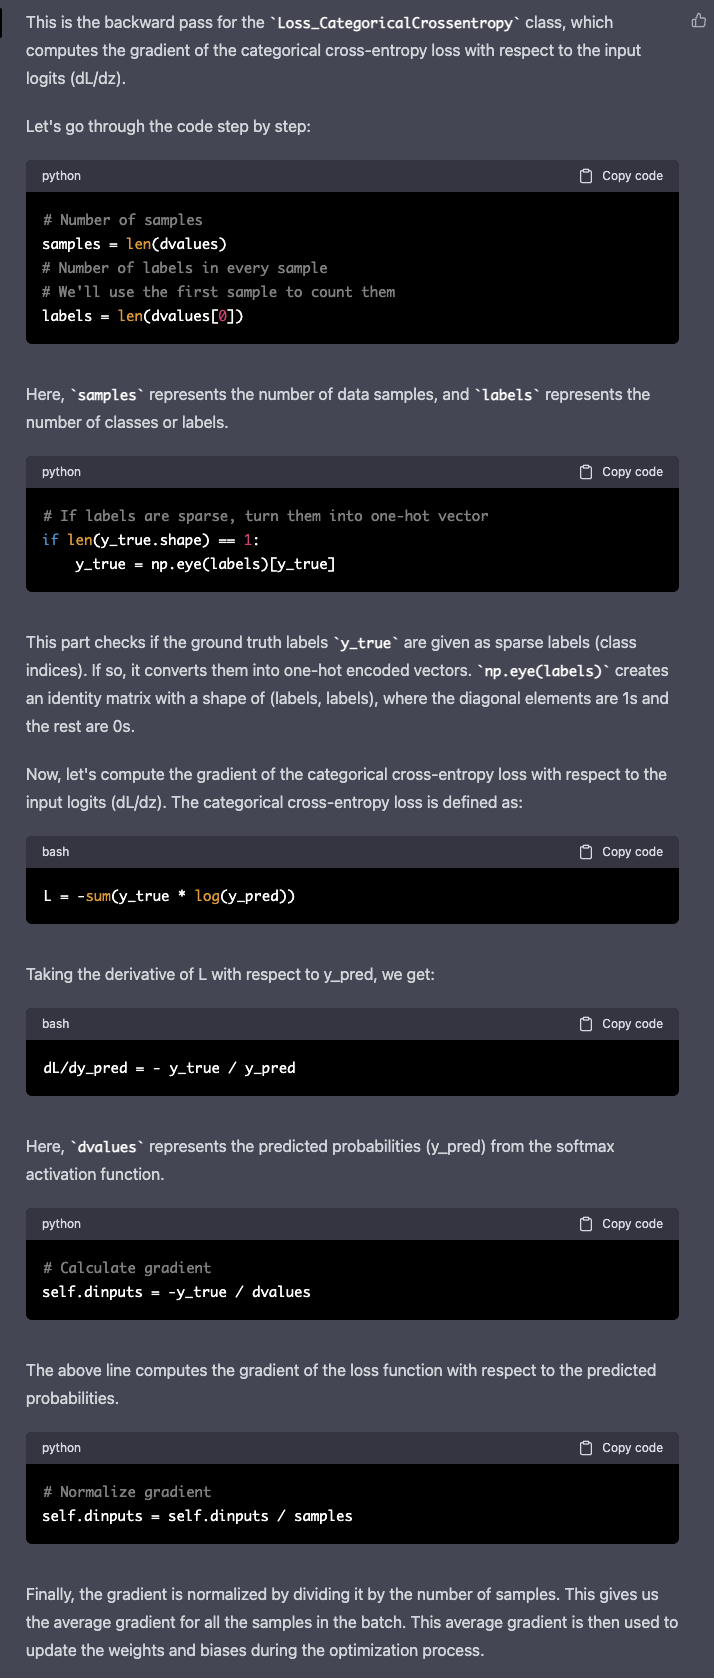 This is the backward pass for the `Loss_CategoricalCrossentropy` class, which
computes the gradient of the categorical cross-entropy loss with respect to the input
logits (dL/dz).
Let's go through the code step by step:
python
Copy code
# Number of samples
samples = len(dvalues)
# Number of labels in every sample
# We'll use the first sample to count them
labels = len(dvalues[0])
Here, `samples` represents the number of data samples, and `labels` represents the
number of classes or labels.
python
Copy code
# If labels are sparse, turn them into one-hot vector
if len(y_true.shape) == 1:
    y_true = np.eye(labels)[y_true]
This part checks if the ground truth labels `y_true` are given as sparse labels (class
indices). If so, it converts them into one-hot encoded vectors. `np.eye(labels)` creates
an identity matrix with a shape of (labels, labels), where the diagonal elements are 1s and
the rest are 0s.
Now, let's compute the gradient of the categorical cross-entropy loss with respect to the
input logits (dL/dz). The categorical cross-entropy loss is defined as:
bash
Copy code
L = -sum(y_true * log(y_pred))
Taking the derivative of L with respect to y_pred, we get:
bash
Copy code
dL/dy_pred = - y_true / y_pred
Here, `dvalues` represents the predicted probabilities (y_pred) from the softmax
activation function.
python
Copy code
# Calculate gradient
self.dinputs = -y_true / dvalues
The above line computes the gradient of the loss function with respect to the predicted
probabilities.
python
Copy code
# Normalize gradient
self.dinputs = self.dinputs / samples
Finally, the gradient is normalized by dividing it by the number of samples. This gives us
the average gradient for all the samples in the batch. This average gradient is then used to
update the weights and biases during the optimization process.